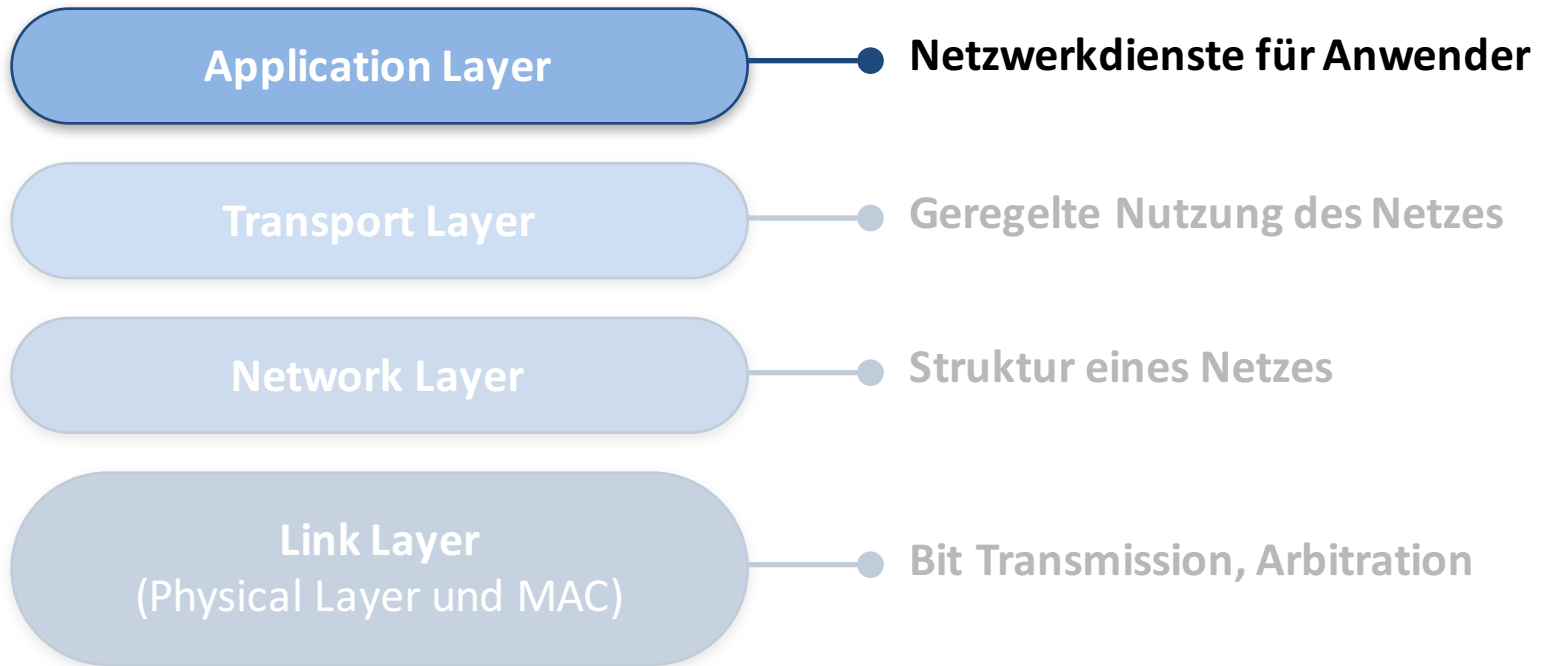 Application Layer
Netzwerkdienste für Anwender
Transport Layer
Geregelte Nutzung des Netzes
Network Layer
Struktur eines Netzes
Link Layer
(Physical Layer und MAC)
Bit Transmission, Arbitration